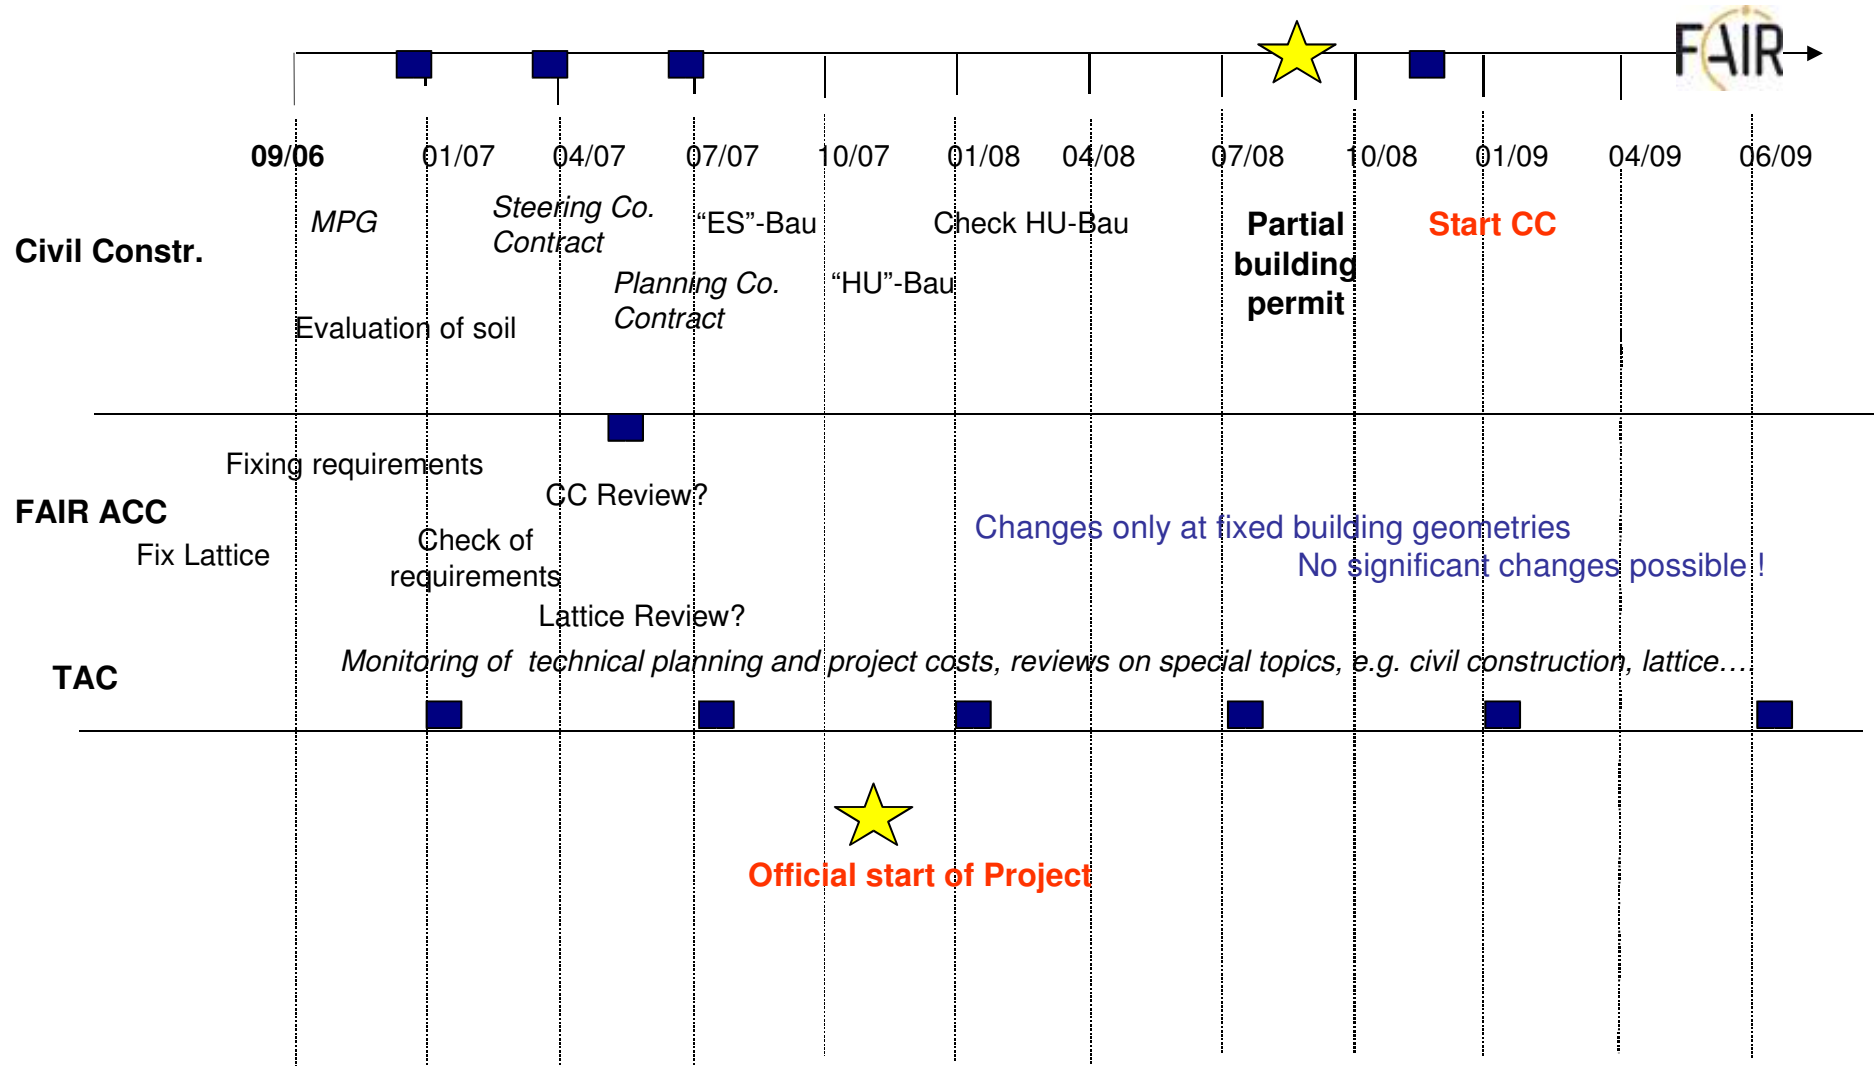 FAIR
09/06 01/07 04/07 07/07 10/07 01/08 04/08 07/08 10/08 01/09 04/09 06/09
Civil Constr.
MPG
Evaluation of soil
Steering Co.
Contract
Planning Co.
Contract
“ES”-Bau
“HU”-Bau
Check HU-Bau
Partial
building
permit
Start CC
FAIR ACC
Fixing requirements
Fix Lattice
Check of
requirements
CC Review?
Lattice Review?
Changes only at fixed building geometries
No significant changes possible !
TAC
Monitoring of technical planning and project costs, reviews on special topics, e.g. civil construction, lattice….
Official start of Project